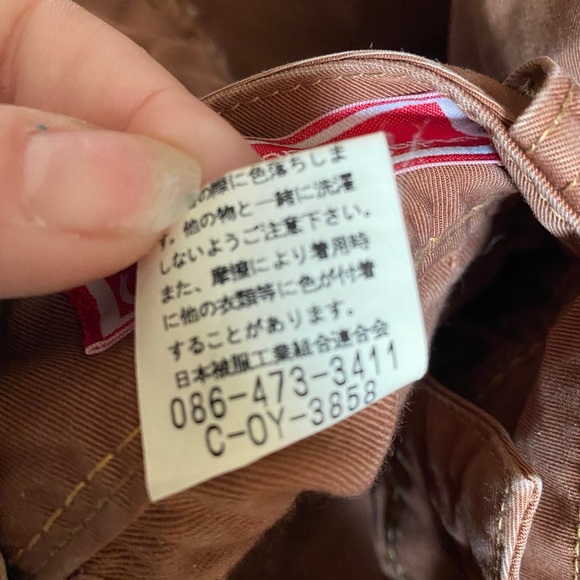 の際に色落ちしま
す。他の物と一緒に洗濯
しないようご注意下さい。
また、摩擦により着用時
に他の衣類等に色が付着
することがあります。
日本被服工業組合連合会
086-473-3411
C-OY-3858